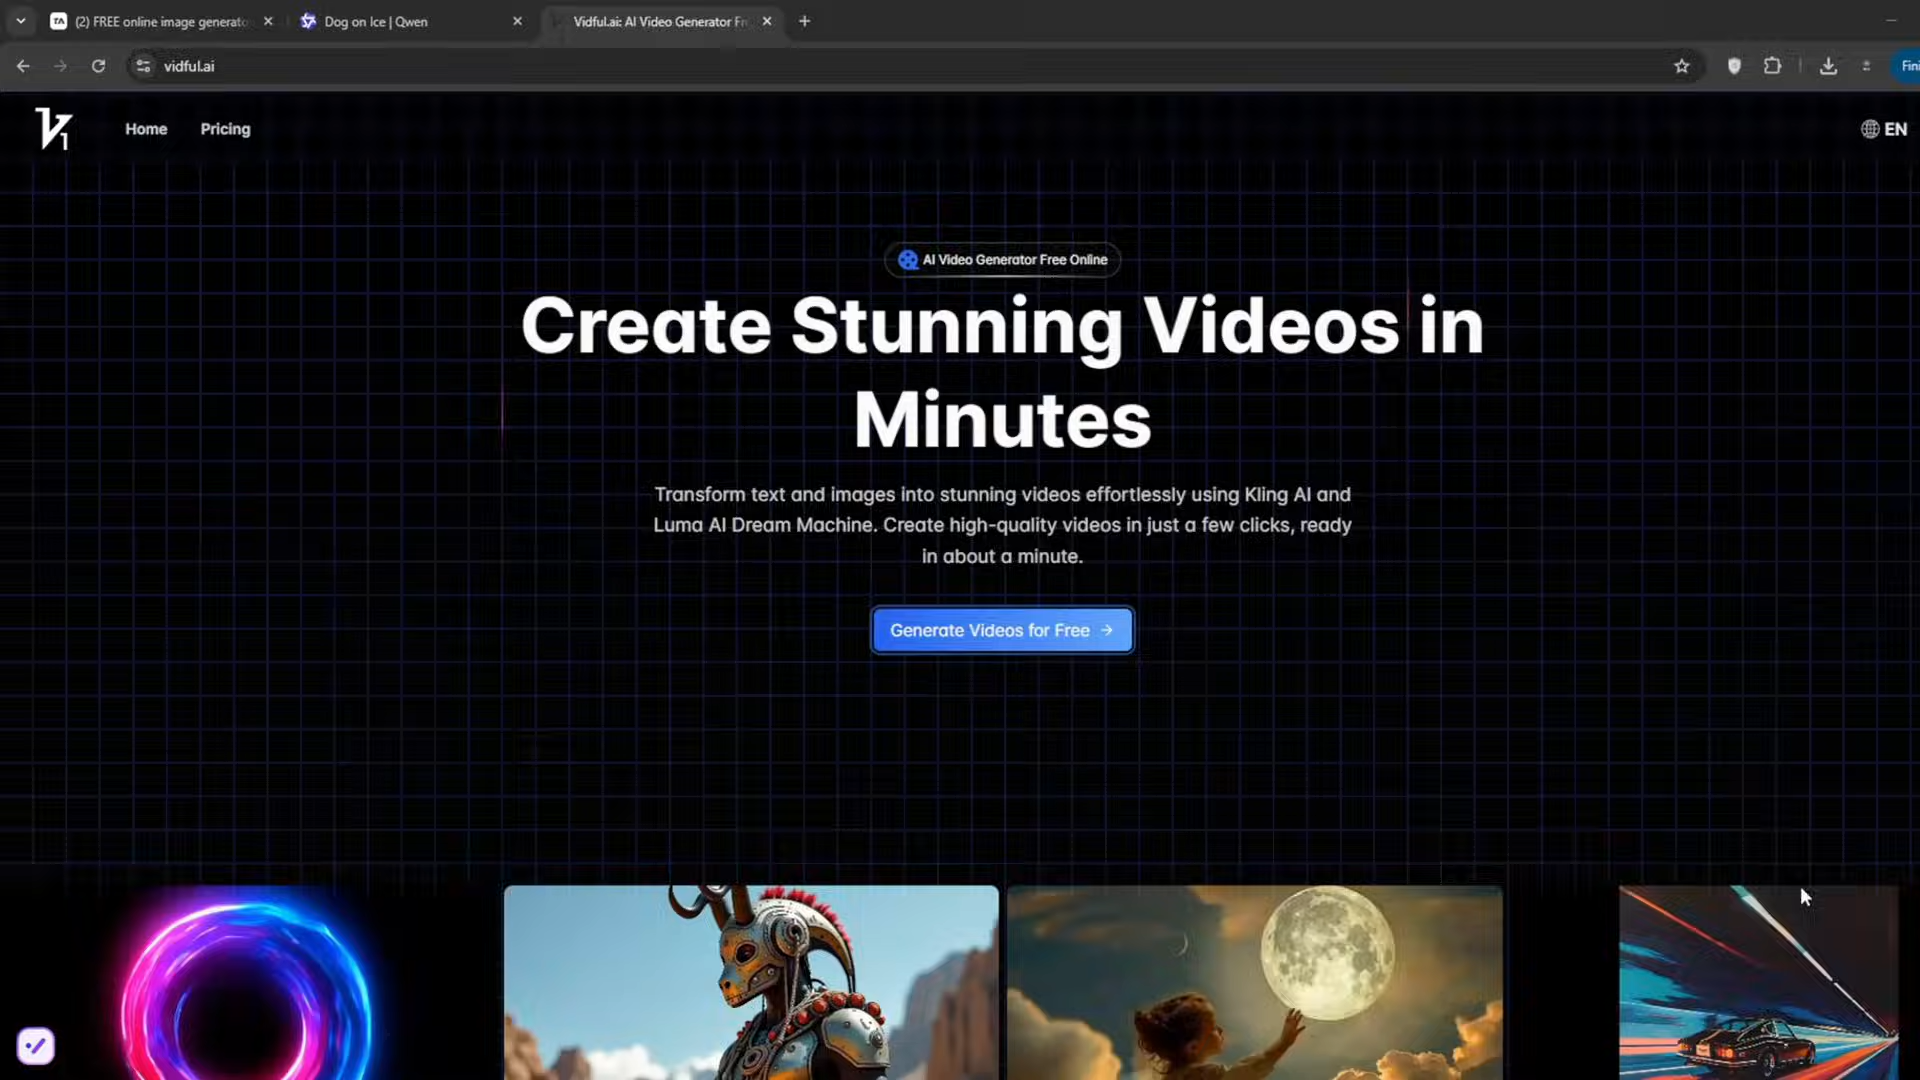 (2) FREE online image generato
Dog on Ice | Qwen
Vidful.ai: AI Video Generator Fr
vidful.ai
Fini
Home
Pricing
EN
AI Video Generator Free Online
Create Stunning Videos in
Minutes
Transform text and images into stunning videos effortlessly using Kling AI and
Luma AI Dream Machine. Create high-quality videos in just a few clicks, ready
in about a minute.
Generate Videos for Free →